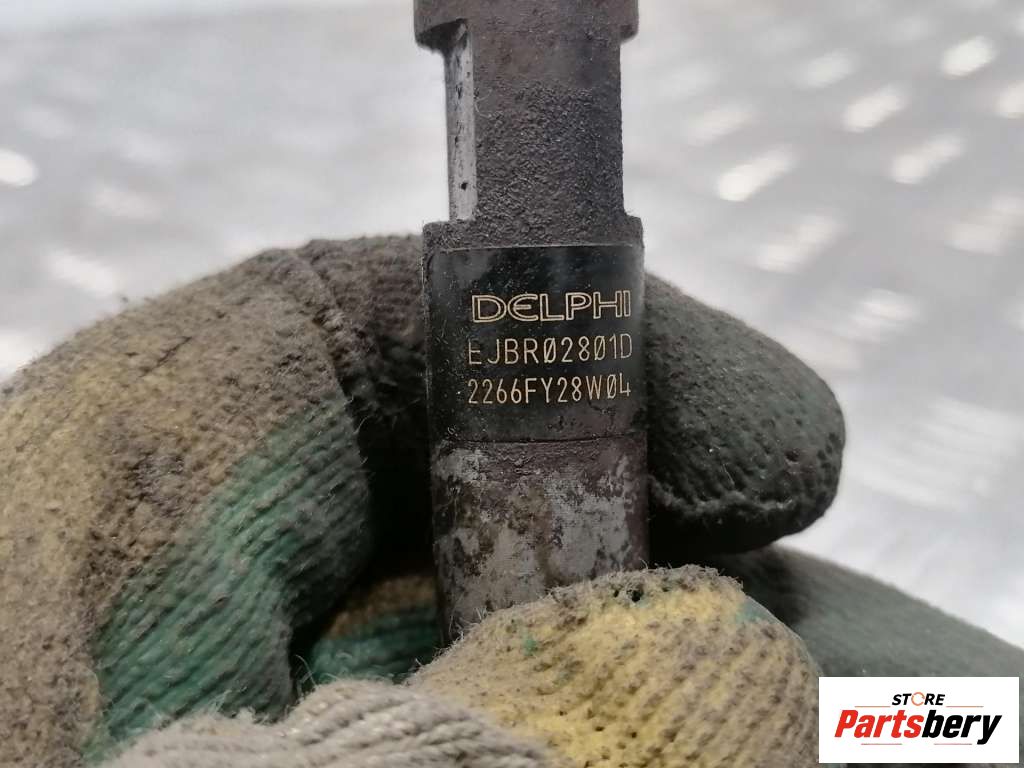 DELPHI
EJBR02801D
2266FY28W04
STORE
Partsbery